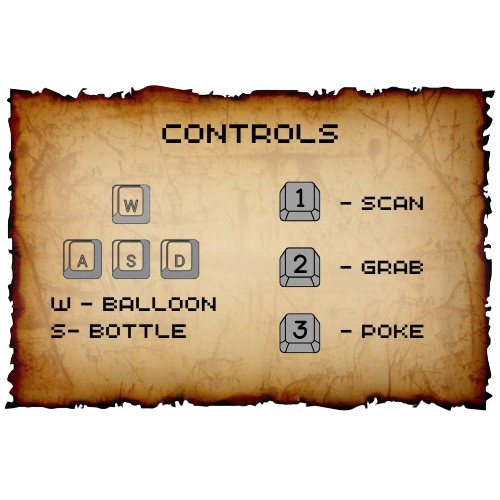 CONTROLS
W
A S D
W - BALLOON
S- BOTTLE
1 - SCAN
2 - GRAB
3 - POKE